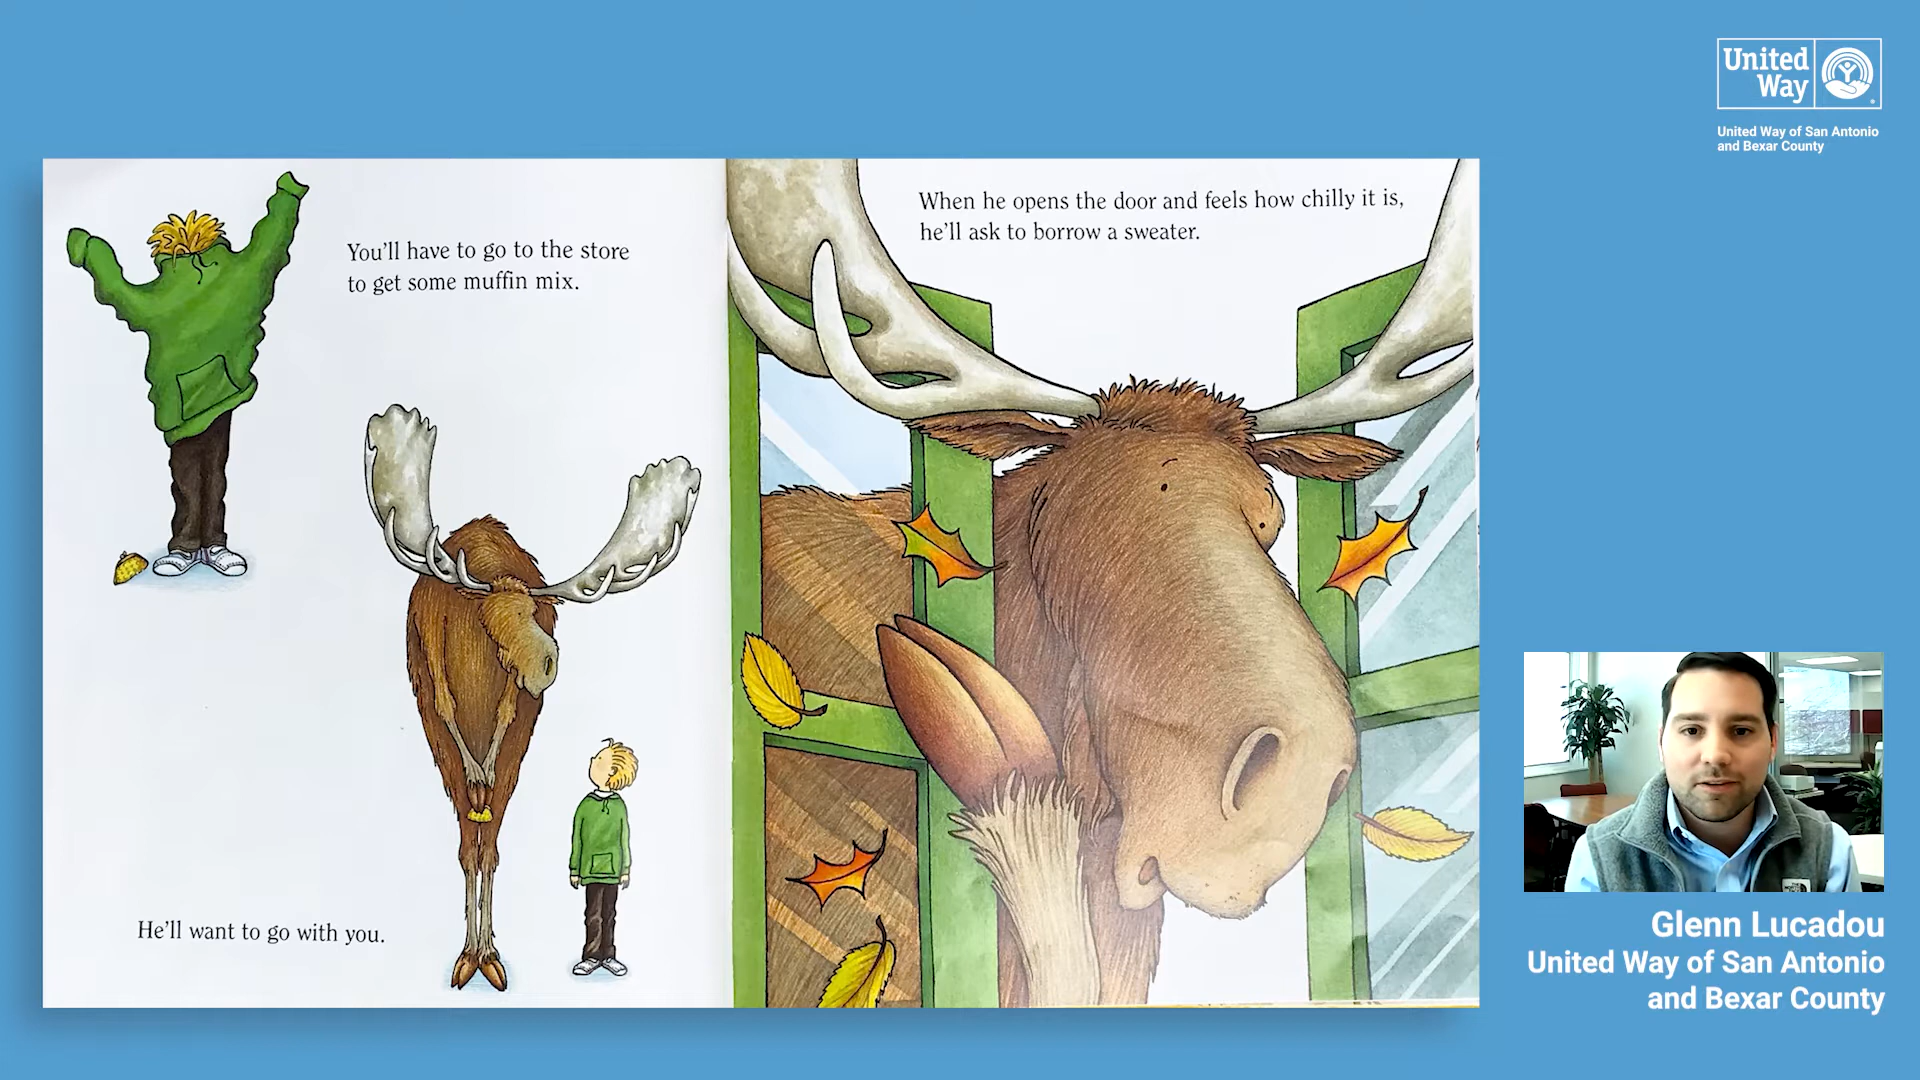 United
Way
United Way of San Antonio
and Bexar County
You'll have to go to the store
to get some muffin mix.
He'll want to go with you.
When he opens the door and feels how chilly it is,
he'll ask to borrow a sweater.
Glenn Lucadou
United Way of San Antonio
and Bexar County